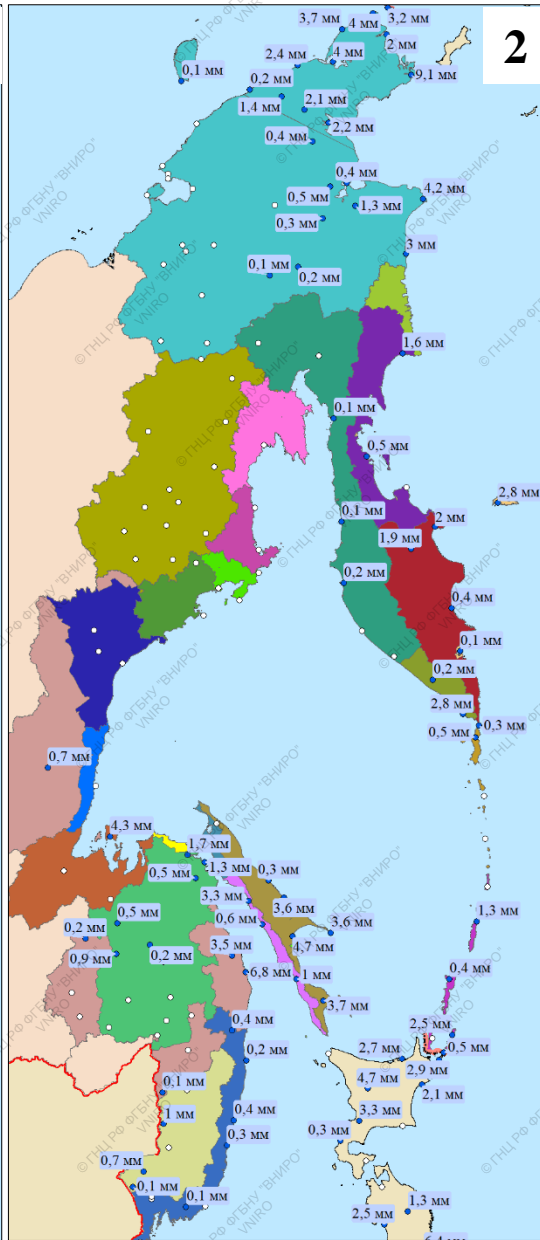 2
3,7 мм
4 мм
3,2 мм
2 мм
2,4 мм
4 мм
9,1 мм
0,1 мм
0,2 мм
1,4 мм
2,1 мм
2,2 мм
0,4 мм
0,4 мм
0,5 мм
4,2 мм
1,3 мм
0,3 мм
3 мм
0,1 мм
0,2 мм
1,6 мм
0,1 мм
0,5 мм
2,8 мм
0,1 мм
2 мм
1,9 мм
0,2 мм
0,4 мм
0,1 мм
0,2 мм
2,8 мм
0,3 мм
0,5 мм
0,7 мм
4,3 мм
1,7 мм
1,3 мм
0,5 мм
0,3 мм
3,3 мм
3,6 мм
0,5 мм
0,6 мм
3,6 мм
1,3 мм
0,2 мм
4,7 мм
0,9 мм
0,2 мм
3,5 мм
6,8 мм
1 мм
0,4 мм
3,7 мм
0,4 мм
2,5 мм
0,2 мм
2,7 мм
0,5 мм
2,9 мм
0,1 мм
4,7 мм
2,1 мм
1 мм
0,4 мм
3,3 мм
0,3 мм
0,3 мм
0,7 мм
0,1 мм
0,1 мм
1,3 мм
2,5 мм
© ГНЦ РФ ФГБНУ "ВНИРО"
VNIRO